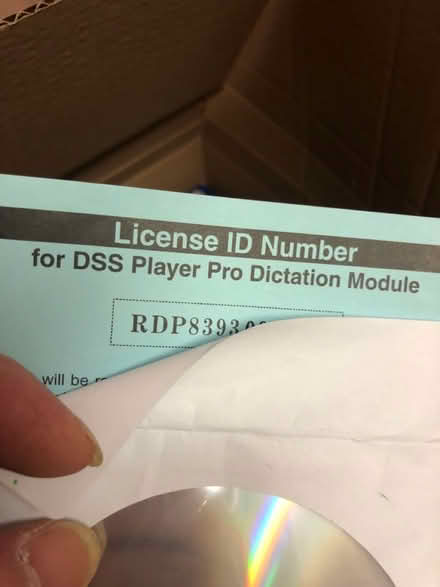 License ID Number
for DSS Player Pro Dictation Module
RDP8393
will be